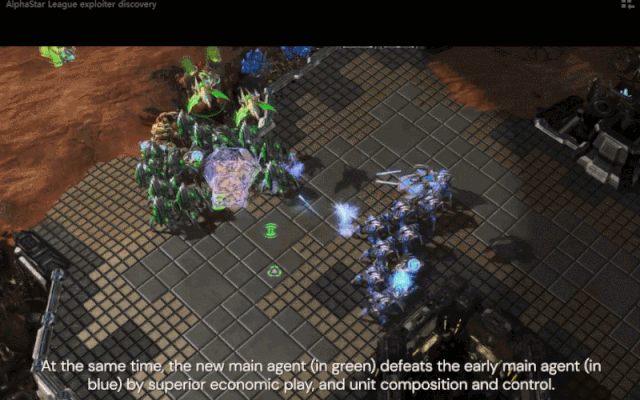 AlphaStar League exploiter discovery
At the same time, the new main agent (in green) defeats the early main agent (in
blue) by superior economic play, and unit composition and control.